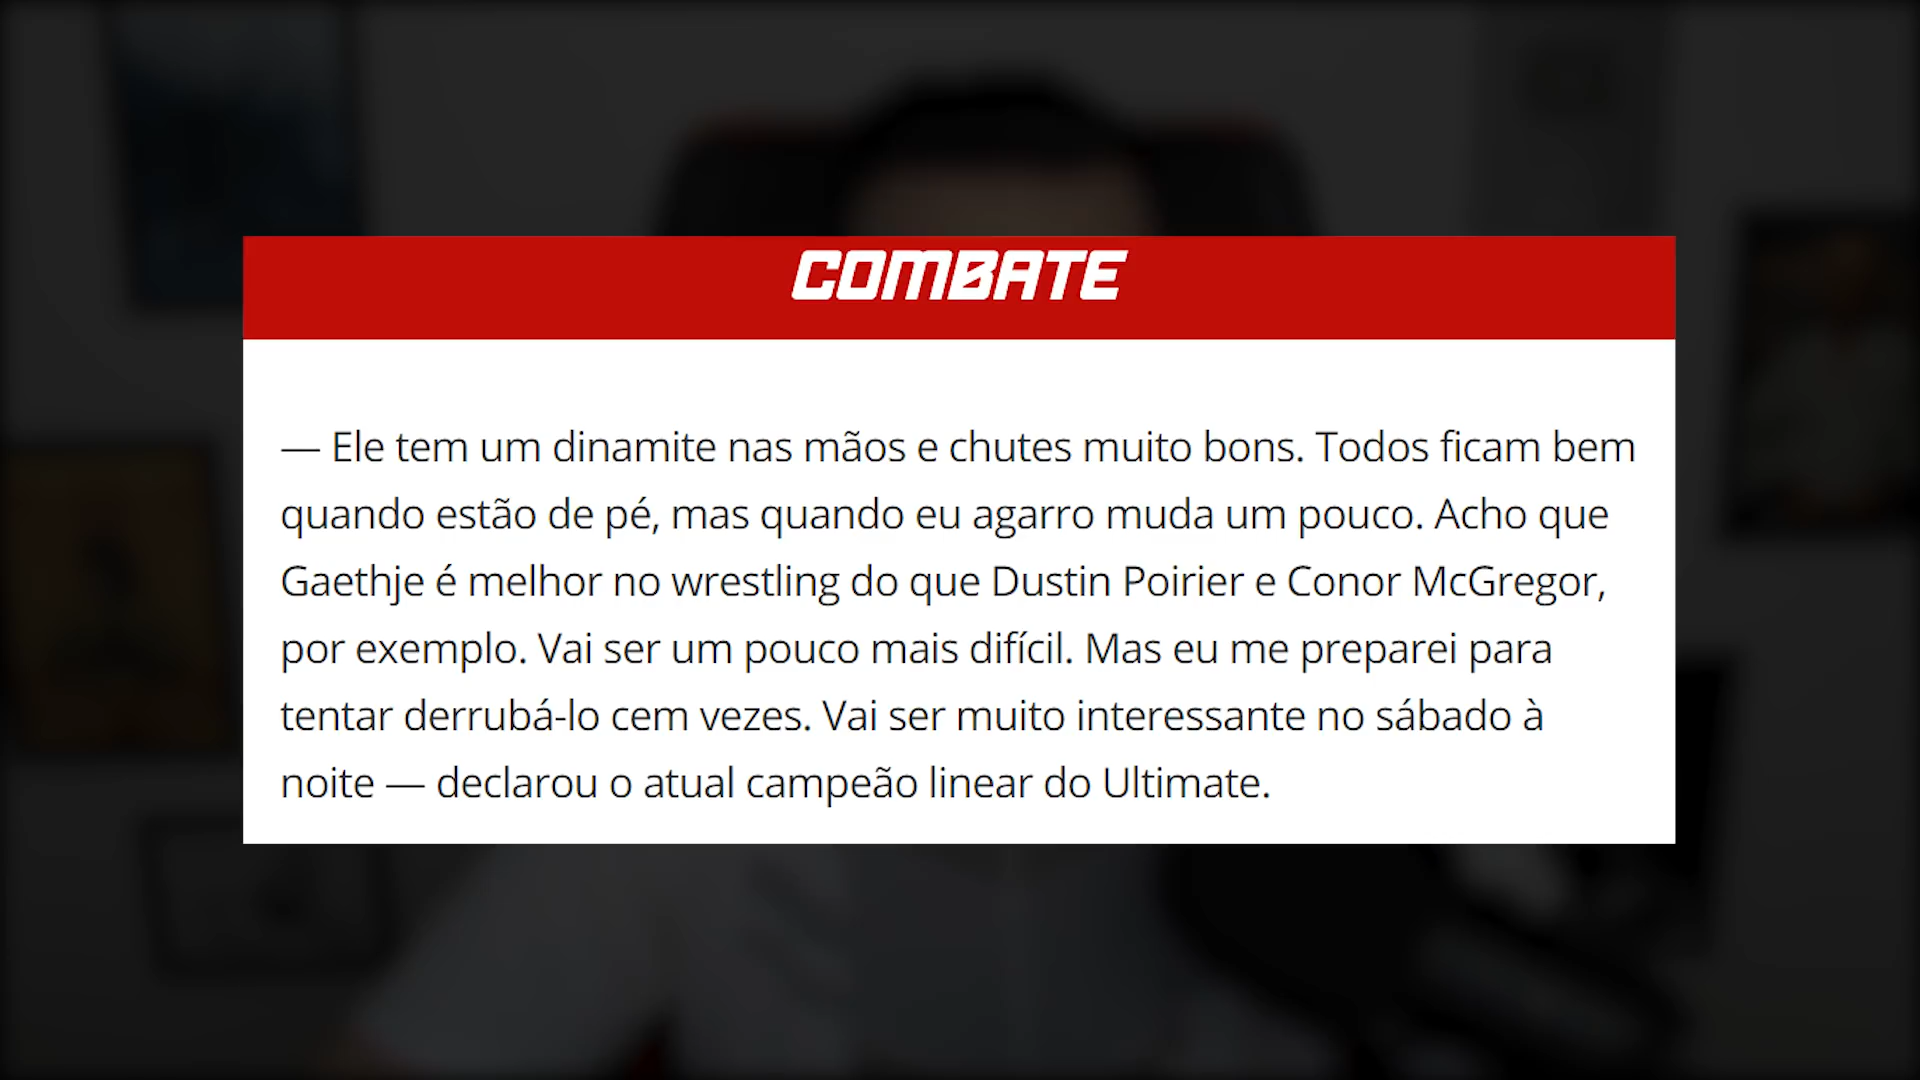 COMBATE
— Ele tem um dinamite nas mãos e chutes muito bons. Todos ficam bem
quando estão de pé, mas quando eu agarro muda um pouco. Acho que
Gaethje é melhor no wrestling do que Dustin Poirier e Conor McGregor,
por exemplo. Vai ser um pouco mais difícil. Mas eu me preparei para
tentar derrubá-lo cem vezes. Vai ser muito interessante no sábado à
noite — declarou o atual campeão linear do Ultimate.